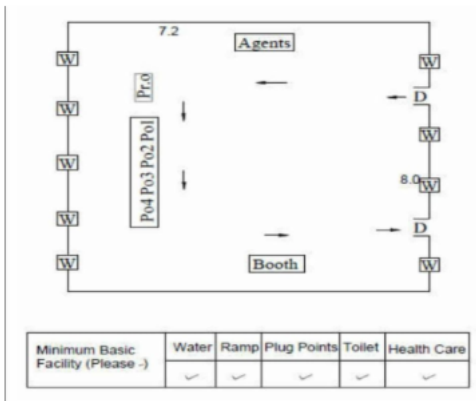 7.2
Agents
W
W
Pr.o
D
W
Po4 Po3 Po2 Po1
W
W
W
8.0
W
W
D
W
Booth
W
Minimum Basic
Facility (Please -)
Water Ramp Plug Points Toilet Health Care